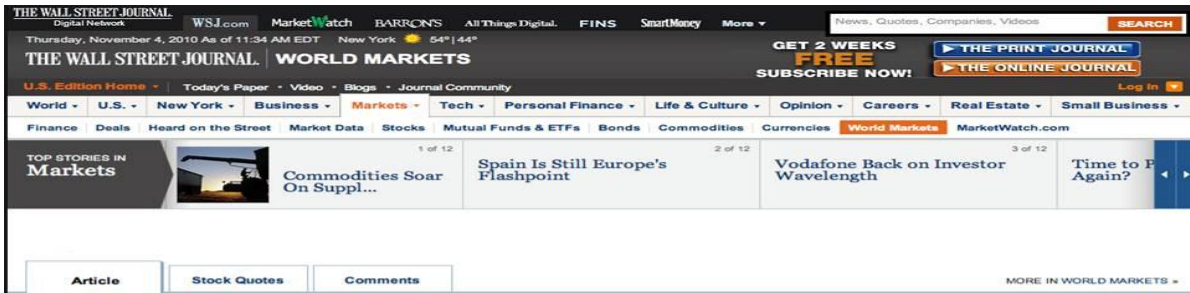 THE WALL STREET JOURNAL.
Digital Network
WSJ.com MarketWatch BARRON'S All Things Digital. FINS SmartMoney More
News, Quotes, Companies, Videos SEARCH
Thursday, November 4, 2010 As of 11:34 AM EDT New York 54° | 44°
THE WALL STREET JOURNAL. WORLD MARKETS
GET 2 WEEKS
FREE
SUBSCRIBE NOW!
THE PRINT JOURNAL
THE ONLINE JOURNAL
U.S. Edition Home Today's Paper • Video • Blogs • Journal Community Log In
World U.S. New York Business Markets Tech Personal Finance Life & Culture Opinion Careers Real Estate Small Business
Finance Deals Heard on the Street Market Data Stocks Mutual Funds & ETFs Bonds Commodities Currencies World Markets MarketWatch.com
TOP STORIES IN
Markets
1 of 12
Commodities Soar
On Suppl...
2 of 12
Spain Is Still Europe's
Flashpoint
3 of 12
Vodafone Back on Investor
Wavelength
Time to P
Again?
Article Stock Quotes Comments MORE IN WORLD MARKETS »